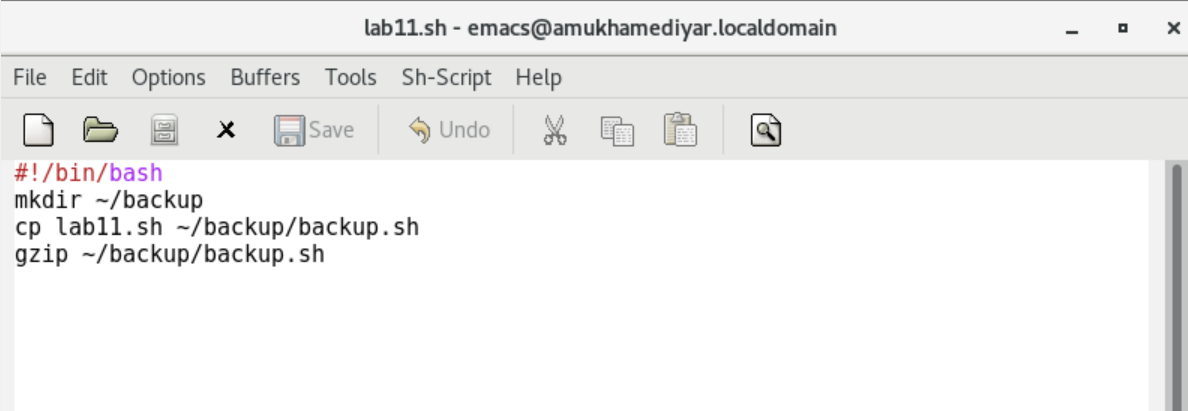 lab11.sh - emacs@amukhamediyar.localdomain
File Edit Options Buffers Tools Sh-Script Help
Save Undo
#!/bin/bash
mkdir ~/backup
cp lab11.sh ~/backup/backup.sh
gzip ~/backup/backup.sh